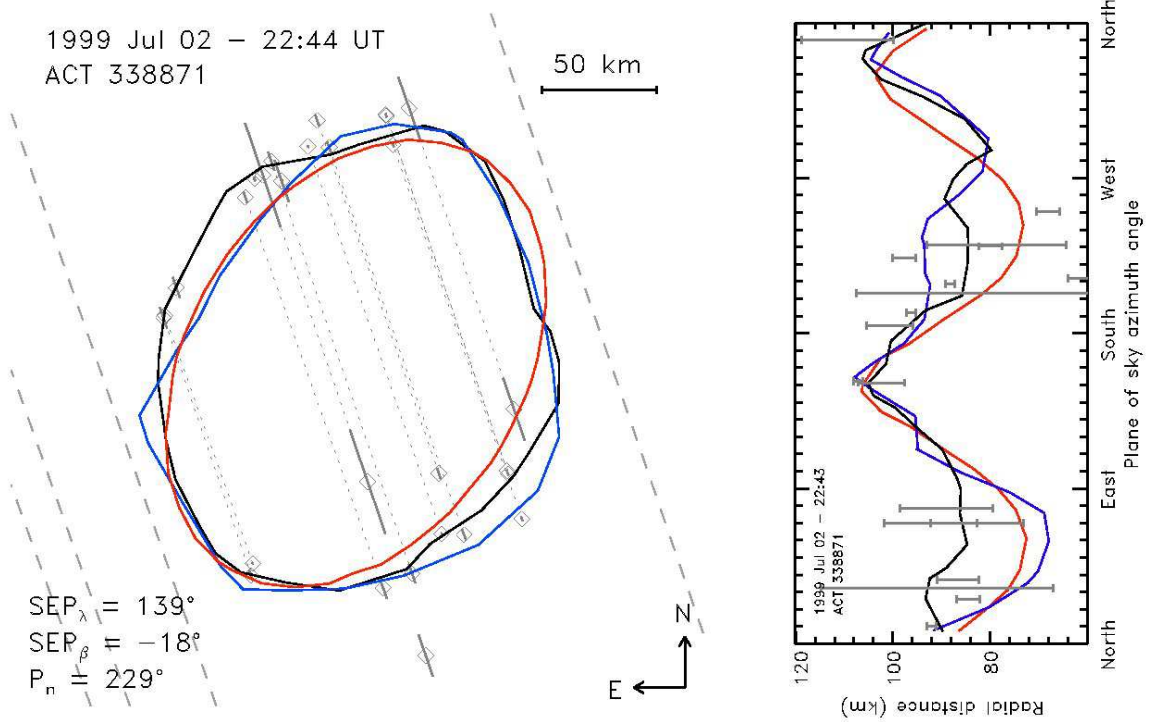 1999 Jul 02 – 22:44 UT
ACT 338871
50 km
SEPλ = 139°
SEPβ = −18°
Pn = 229°
N
E
1999 Jul 02 – 22:43
ACT 338871
120
100
80
Radial distance (km)
North
East
South
West
North
Plane of sky azimuth angle